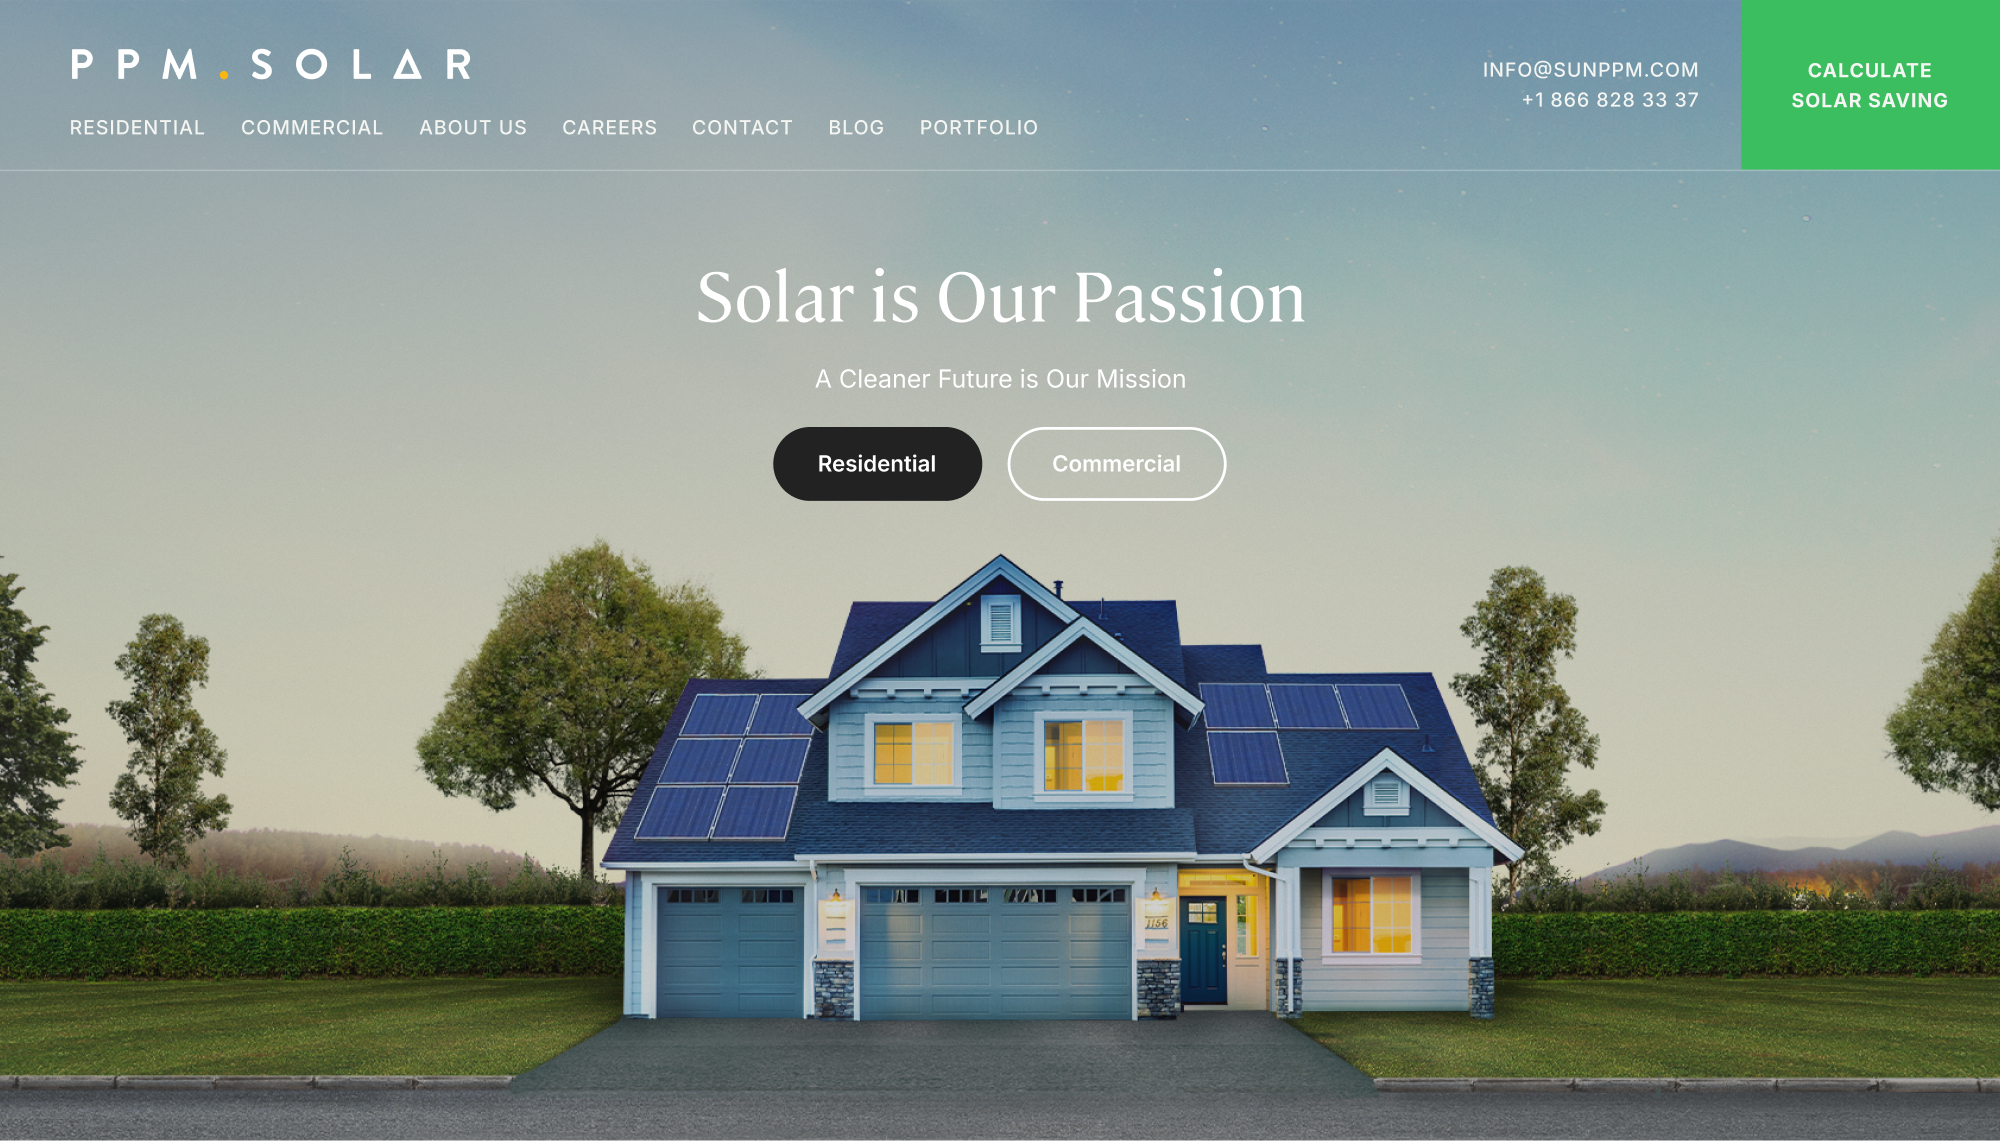 PPM.SOLAR
RESIDENTIAL COMMERCIAL ABOUT US CAREERS CONTACT BLOG PORTFOLIO
INFO@SUNPPM.COM
+1 866 828 33 37
CALCULATE
SOLAR SAVING
Solar is Our Passion
A Cleaner Future is Our Mission
Residential Commercial
1156